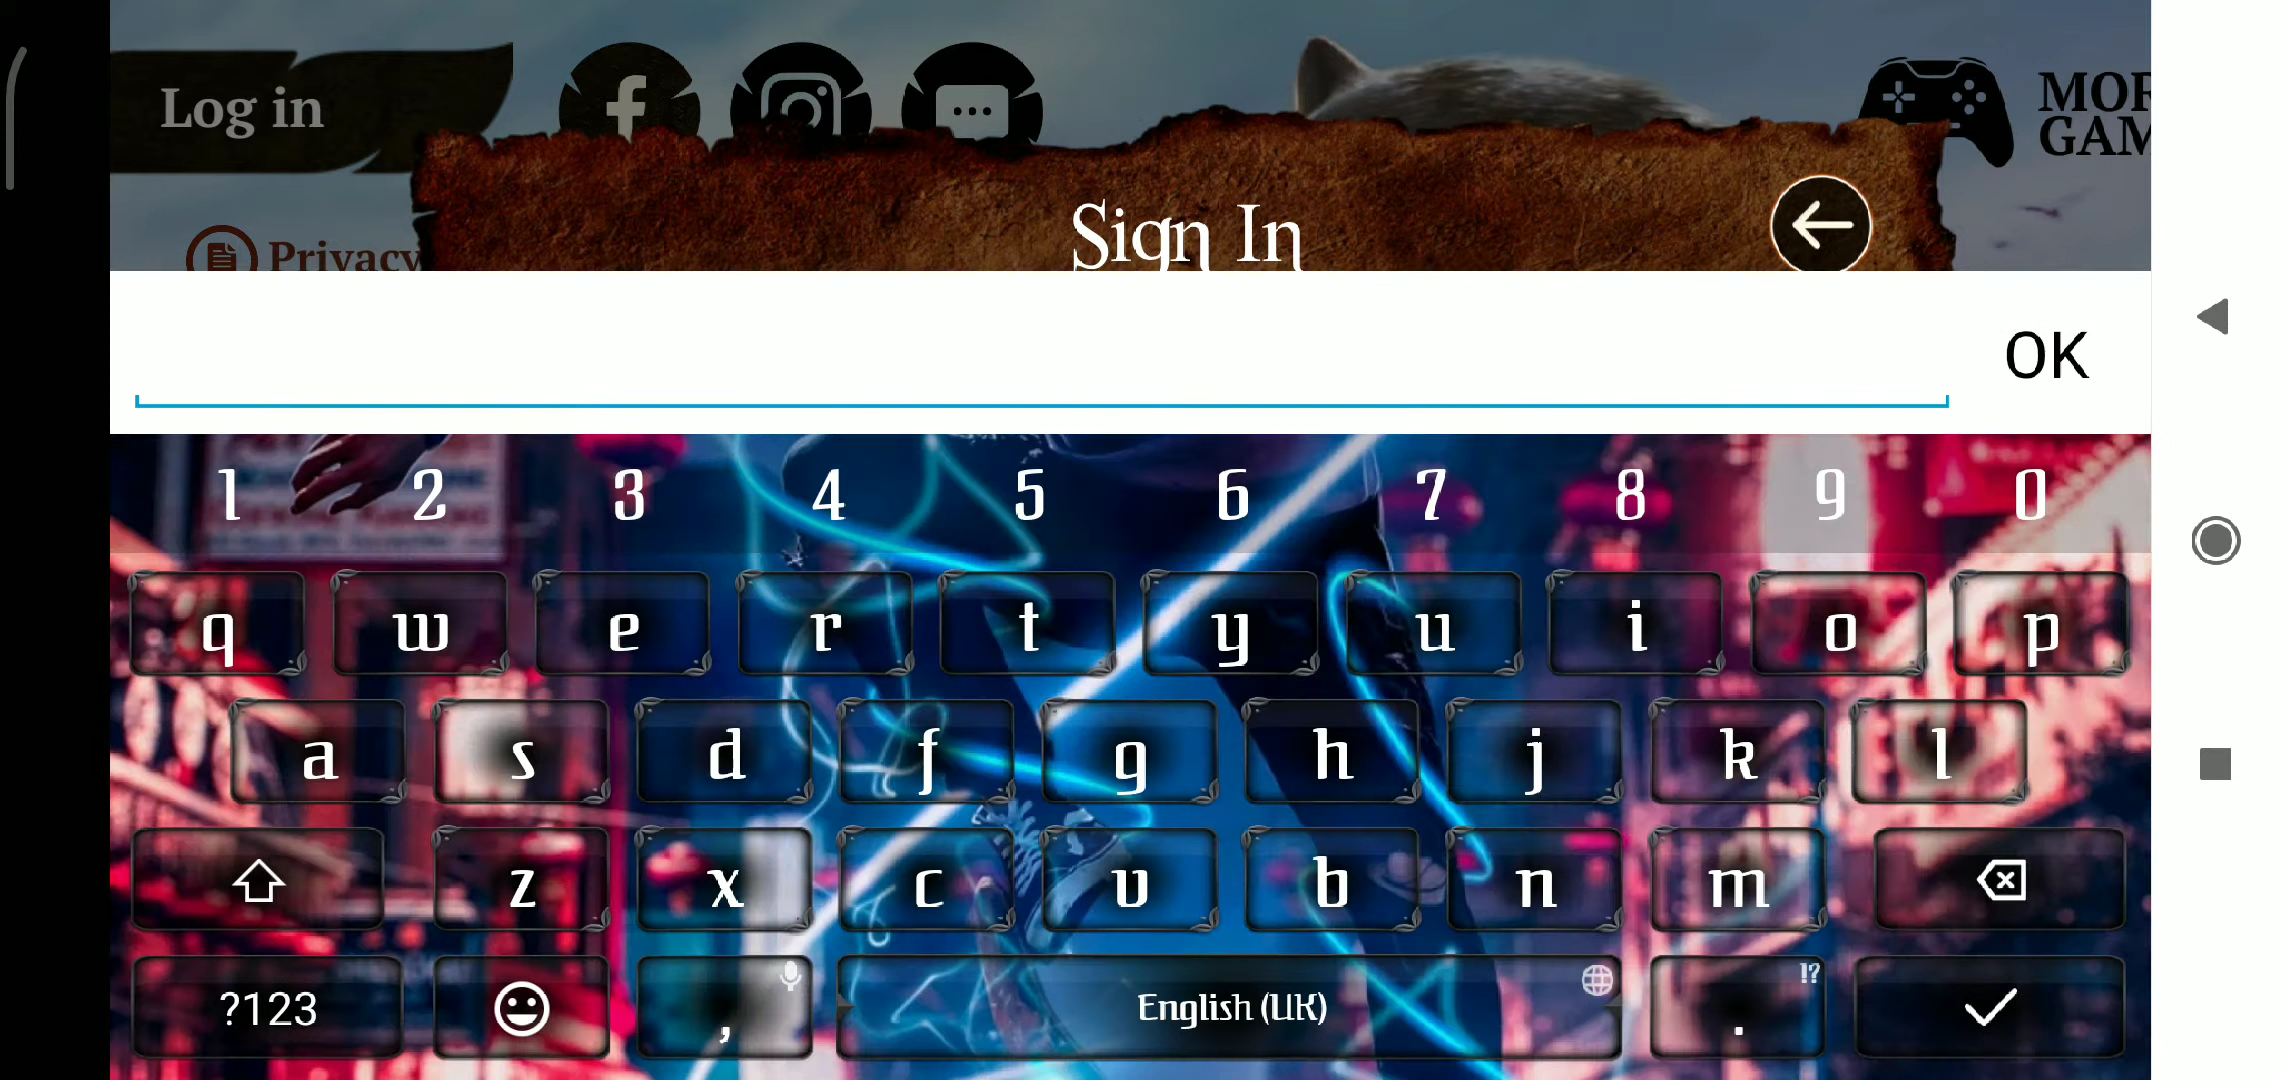 Log in
MOR
GAM
Sign In
Privacy
OK
1 2 3 4 5 6 7 8 9 0
q w e r t y u i o p
a s d f g h j k l
z x c v b n m
?123 , English (UK) . !?